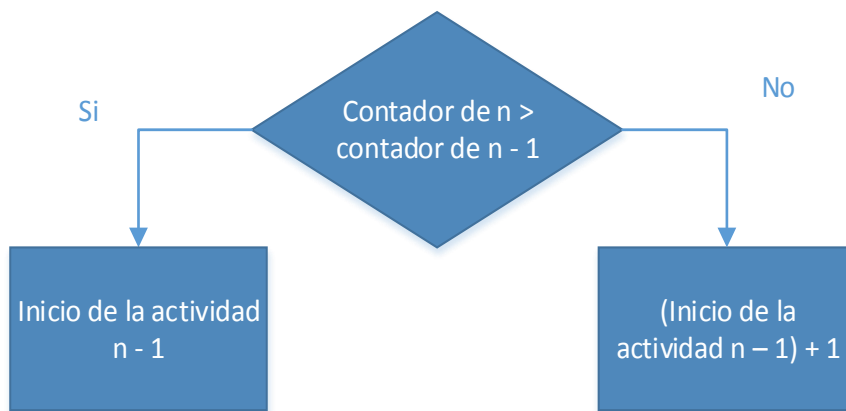 Si
No
Contador de n >
contador de n - 1
Inicio de la actividad
n - 1
(Inicio de la
actividad n – 1) + 1